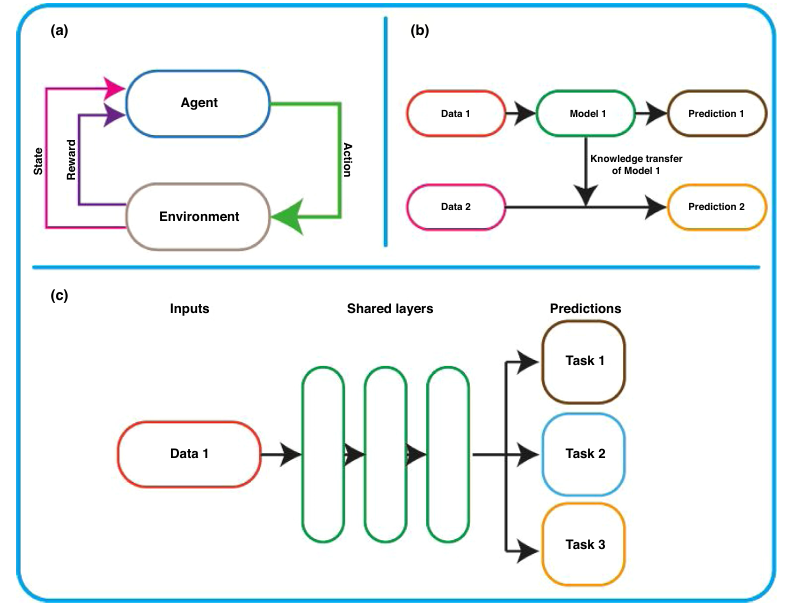 (a)
Agent
State
Reward
Action
Environment
(b)
Data 1
Model 1
Prediction 1
Knowledge transfer
of Model 1
Data 2
Prediction 2
(c)
Inputs
Shared layers
Predictions
Data 1
Task 1
Task 2
Task 3